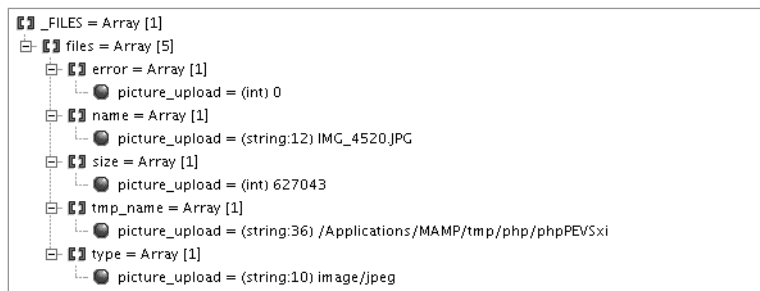 _FILES = Array [1]
files = Array [5]
error = Array [1]
picture_upload = (int) 0
name = Array [1]
picture_upload = (string:12) IMG_4520.JPG
size = Array [1]
picture_upload = (int) 627043
tmp_name = Array [1]
picture_upload = (string:36) /Applications/MAMP/tmp/php/phpPEVSxi
type = Array [1]
picture_upload = (string:10) image/jpeg